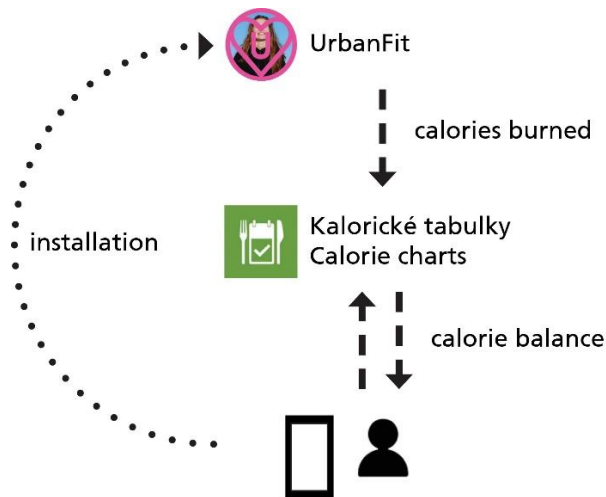 UrbanFit
calories burned
Kalorické tabulky
Calorie charts
installation
calorie balance